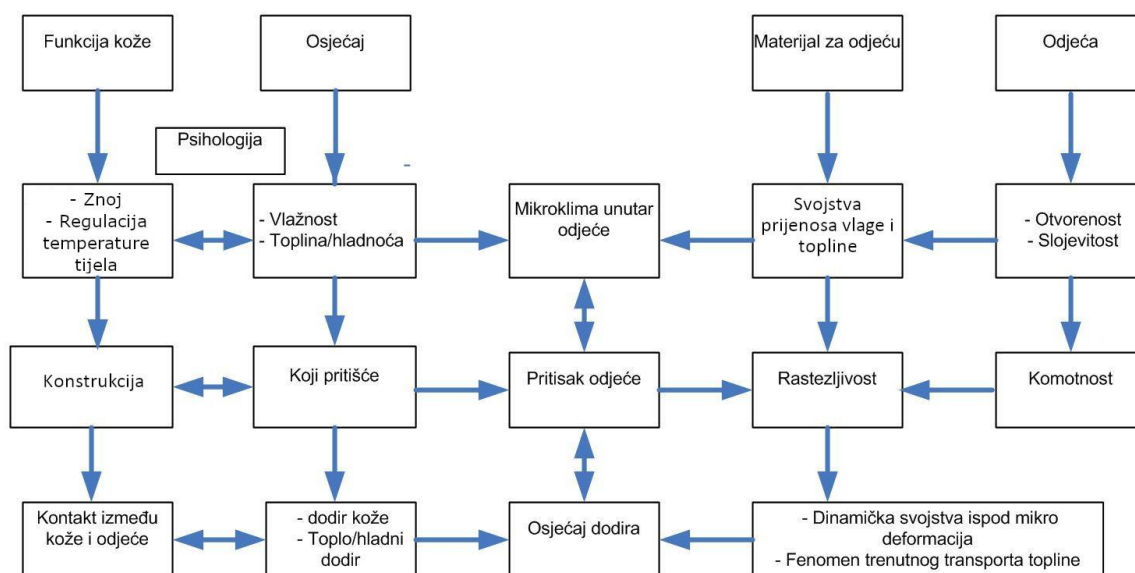 Funkcija kože
Osjećaj
Materijal za odjeću
Odjeća
Psihologija
- Znoj
- Regulacija
temperature
tijela
- Vlažnost
- Toplina/hladnoća
Mikroklima unutar
odjeće
Svojstva
prijenosa vlage i
topline
- Otvorenost
- Slojevitost
Konstrukcija
Koji pritišće
Pritisak odjeće
Rastezljivost
Komotnost
Kontakt između
kože i odjeće
- dodir kože
- Toplo/hladni
dodir
Osjećaj dodira
- Dinamička svojstva ispod mikro
deformacija
- Fenomen trenutnog transporta topline